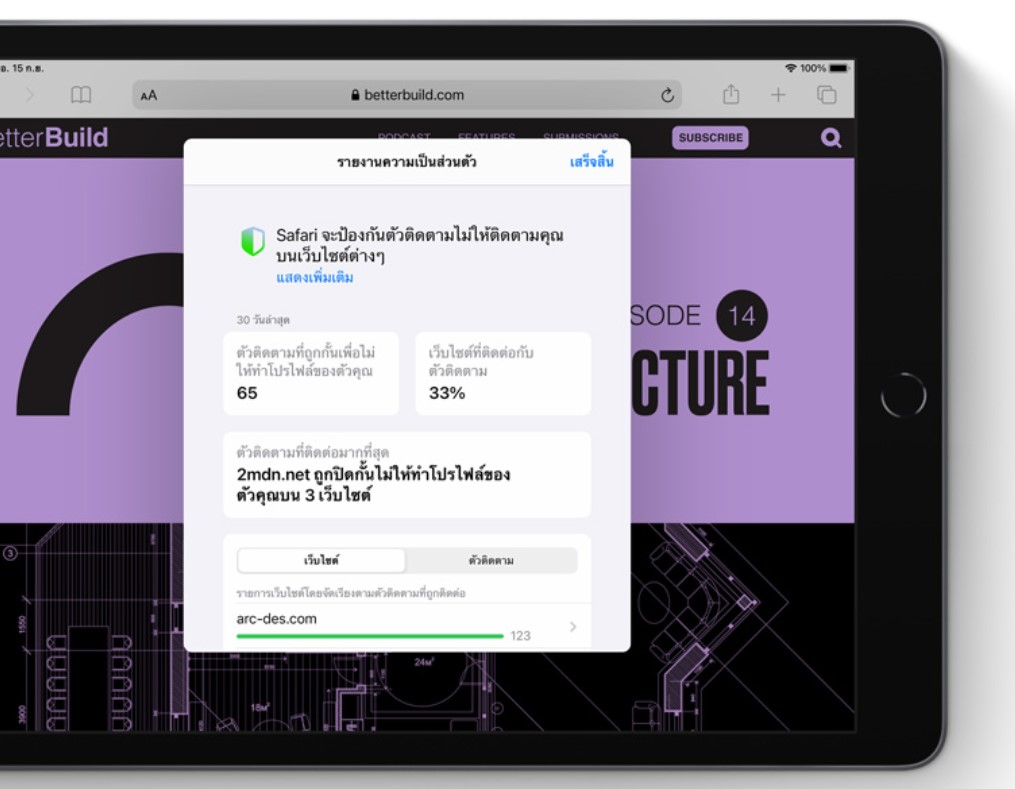 อ. 15 ก.ย.
100%
AA
betterbuild.com
etterBuild
PODCAST FEATURES SUBMISSIONS
SUBSCRIBE
รายงานความเป็นส่วนตัว
เสร็จสิ้น
Safari จะป้องกันตัวติดตามไม่ให้ติดตามคุณ
บนเว็บไซต์ต่างๆ
แสดงเพิ่มเติม
30 วันล่าสุด
ตัวติดตามที่ถูกกั้นเพื่อไม่
ให้ทำโปรไฟล์ของตัวคุณ
65
เว็บไซต์ที่ติดต่อกับ
ตัวติดตาม
33%
SODE 14
CTURE
ตัวติดตามที่ติดต่อมากที่สุด
2mdn.net ถูกปิดกั้นไม่ให้ทำโปรไฟล์ของ
ตัวคุณบน 3 เว็บไซต์
เว็บไซต์
ตัวติดตาม
รายการเว็บไซต์โดยจัดเรียงตามตัวติดตามที่ถูกติดต่อ
arc-des.com
123
3
1550
3900
24м²
18м²